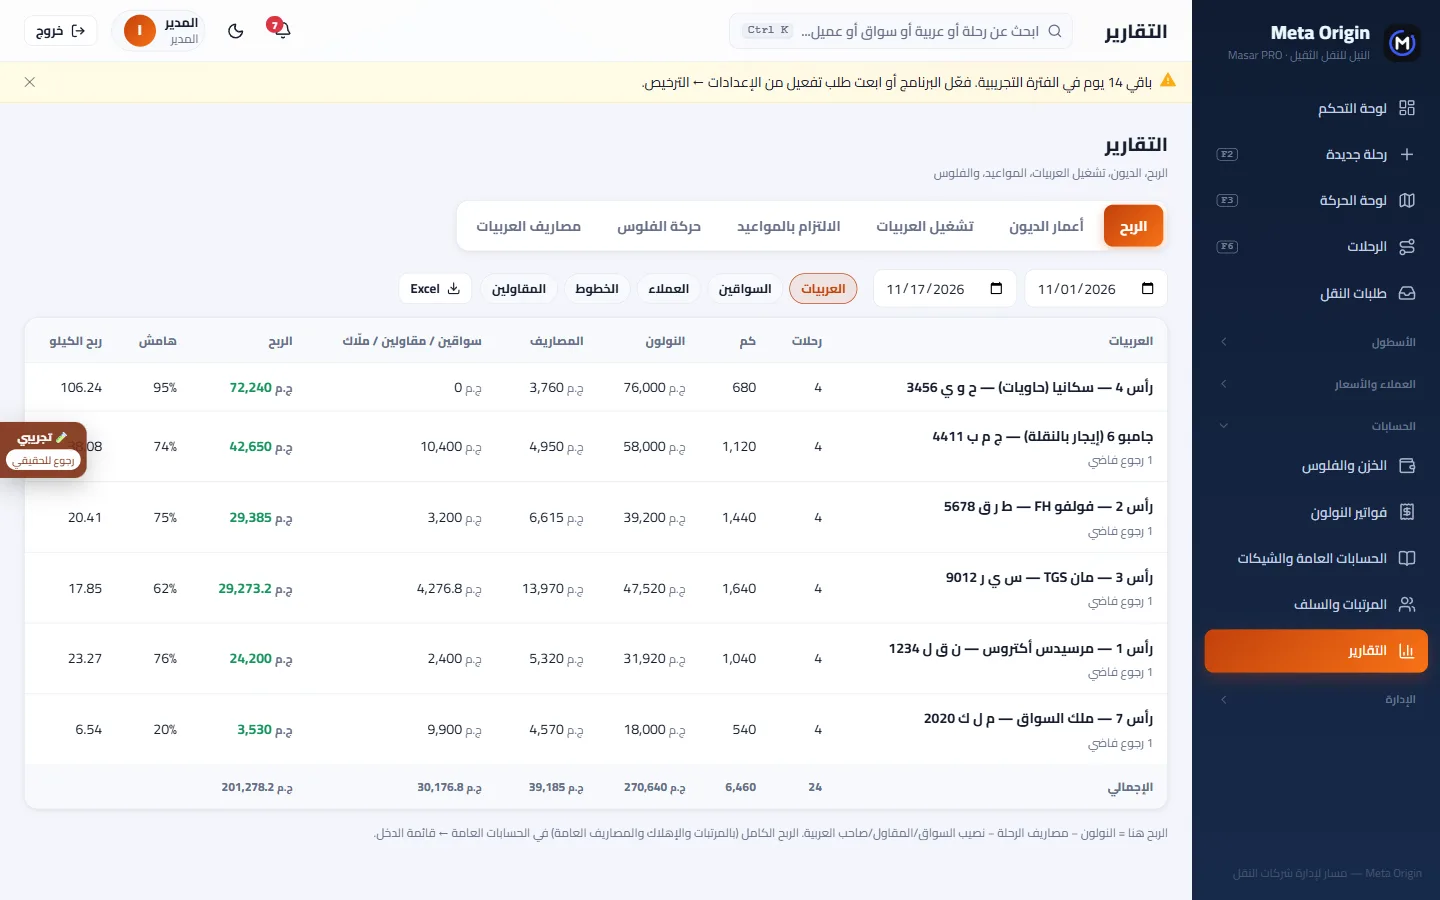 Meta Origin
النيل للنقل الثقيل · Masar PRO
لوحة التحكم
رحلة جديدة F2
لوحة الحركة F3
الرحلات F6
طلبات النقل
الأسطول
العملاء والأسعار
الحسابات
الخزن والفلوس
فواتير النولون
الحسابات العامة والشيكات
المرتبات والسلف
التقارير
الإدارة
Meta Origin — مسار لإدارة شركات النقل
التقارير
ابحث عن رحلة أو عربية أو سواق أو عميل... Ctrl K
7
المدير
المدير
خروج
باقي 14 يوم في الفترة التجريبية. فعّل البرنامج أو ابعت طلب تفعيل من الإعدادات ← الترخيص.
التقارير
الربح، الديون، تشغيل العربيات، المواعيد، والفلوس
الربح أعمار الديون تشغيل العربيات الالتزام بالمواعيد حركة الفلوس مصاريف العربيات
11/01/2026 11/17/2026 العربيات السواقين العملاء الخطوط المقاولين Excel
العربيات رحلات كم النولون المصاريف سواقين / مقاولين / ملّاك الربح هامش ربح الكيلو
رأس 4 — سكانيا (حاويات) — ح و ي 3456 4 680 76,000 ج.م 3,760 ج.م 0 ج.م 72,240 ج.م 95% 106.24
جامبو 6 (إيجار بالنقلة) — ج م ب 4411 4 1,120 58,000 ج.م 4,950 ج.م 10,400 ج.م 42,650 ج.م 74%
1 رجوع فاضي
رأس 2 — فولفو FH — ط ر ق 5678 4 1,440 39,200 ج.م 6,615 ج.م 3,200 ج.م 29,385 ج.م 75% 20.41
1 رجوع فاضي
رأس 3 — مان TGS — س ي ر 9012 4 1,640 47,520 ج.م 13,970 ج.م 4,276.8 ج.م 29,273.2 ج.م 62% 17.85
1 رجوع فاضي
رأس 1 — مرسيدس أكتروس — ن ق ل 1234 4 1,040 31,920 ج.م 5,320 ج.م 2,400 ج.م 24,200 ج.م 76% 23.27
1 رجوع فاضي
رأس 7 — ملك السواق — م ل ك 2020 4 540 18,000 ج.م 4,570 ج.م 9,900 ج.م 3,530 ج.م 20% 6.54
1 رجوع فاضي
الإجمالي 24 6,460 270,640 ج.م 39,185 ج.م 30,176.8 ج.م 201,278.2 ج.م
الربح هنا = النولون − مصاريف الرحلة − نصيب السواق/المقاول/صاحب العربية. الربح الكامل (بالمرتبات والإهلاك والمصاريف العامة) في الحسابات العامة ← قائمة الدخل.
تجريبي
رجوع للحقيقي